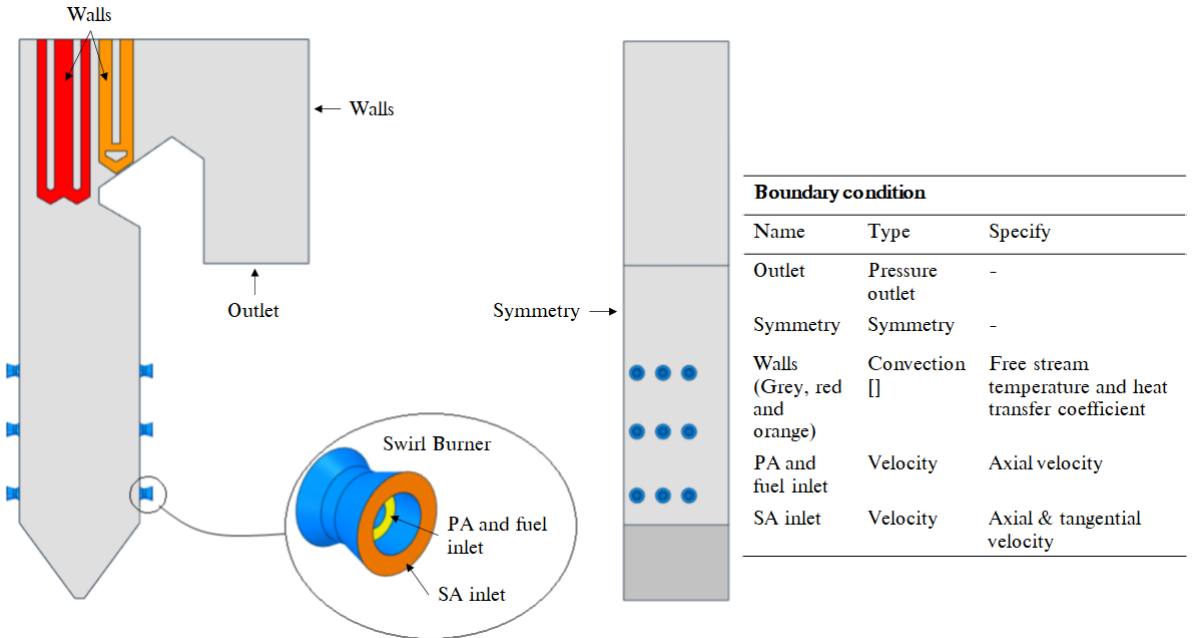 Walls
Walls
Outlet
Swirl Burner
PA and fuel
inlet
SA inlet
Symmetry
Boundary condition
Name Type Specify
Outlet Pressure
outlet
-
Symmetry Symmetry -
Walls
(Grey, red
and
orange)
Convection
[]
Free stream
temperature and heat
transfer coefficient
PA and
fuel inlet
Velocity Axial velocity
SA inlet Velocity Axial & tangential
velocity